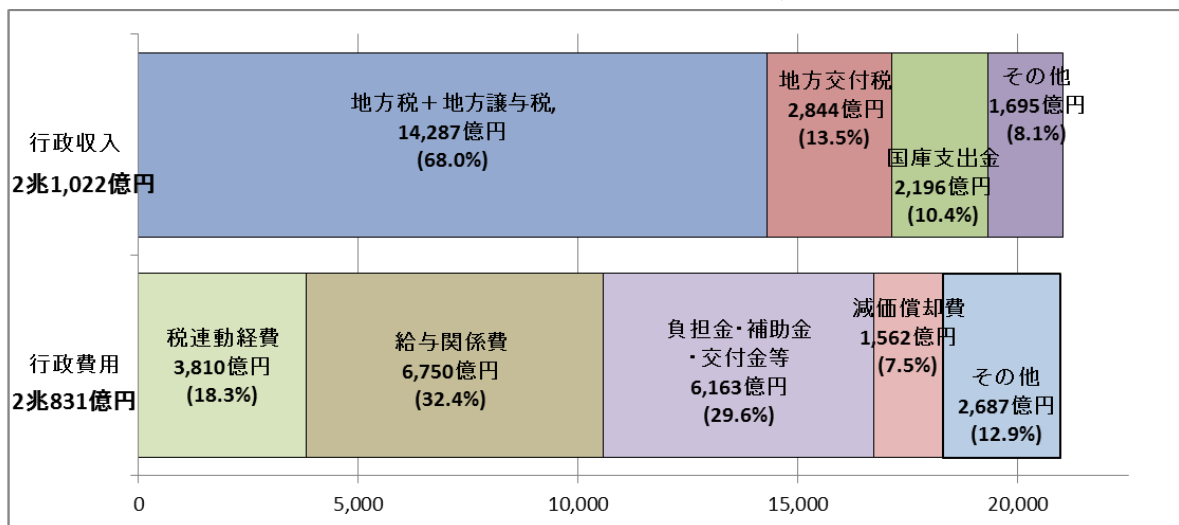 行政収入
2兆1,022億円
地方税＋地方譲与税,
14,287億円
(68.0%)
地方交付税
2,844億円
(13.5%)
国庫支出金
2,196億円
(10.4%)
その他
1,695億円
(8.1%)
行政費用
2兆831億円
税連動経費
3,810億円
(18.3%)
給与関係費
6,750億円
(32.4%)
負担金・補助金
・交付金等
6,163億円
(29.6%)
減価償却費
1,562億円
(7.5%)
その他
2,687億円
(12.9%)
0
5,000
10,000
15,000
20,000